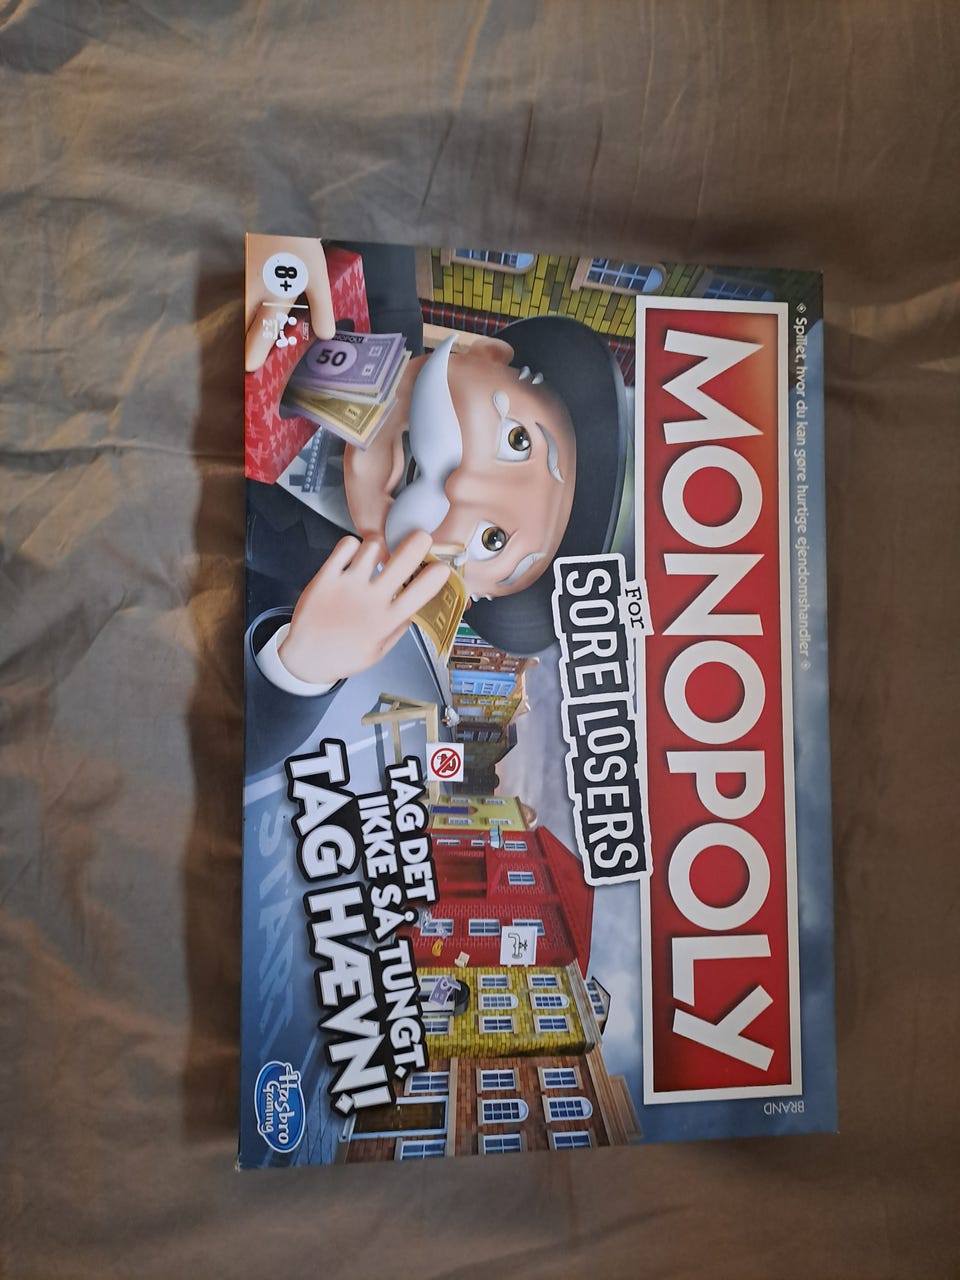 Spillet, hvor du kan gøre hurtige ejendomshandler
BRAND
MONOPOLY
FOR
SORE LOSERS
50
TAG DET
IKKE SÅ TUNGT.
TAG HÆVN!
8+
Hasbro
Gaming